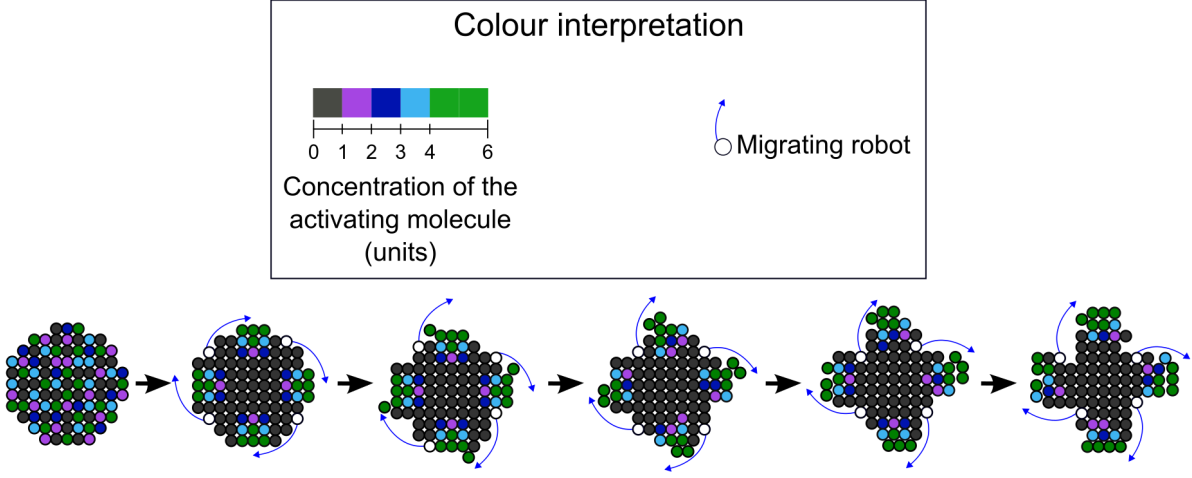 Colour interpretation
0 1 2 3 4 6
Concentration of the
activating molecule
(units)
Migrating robot